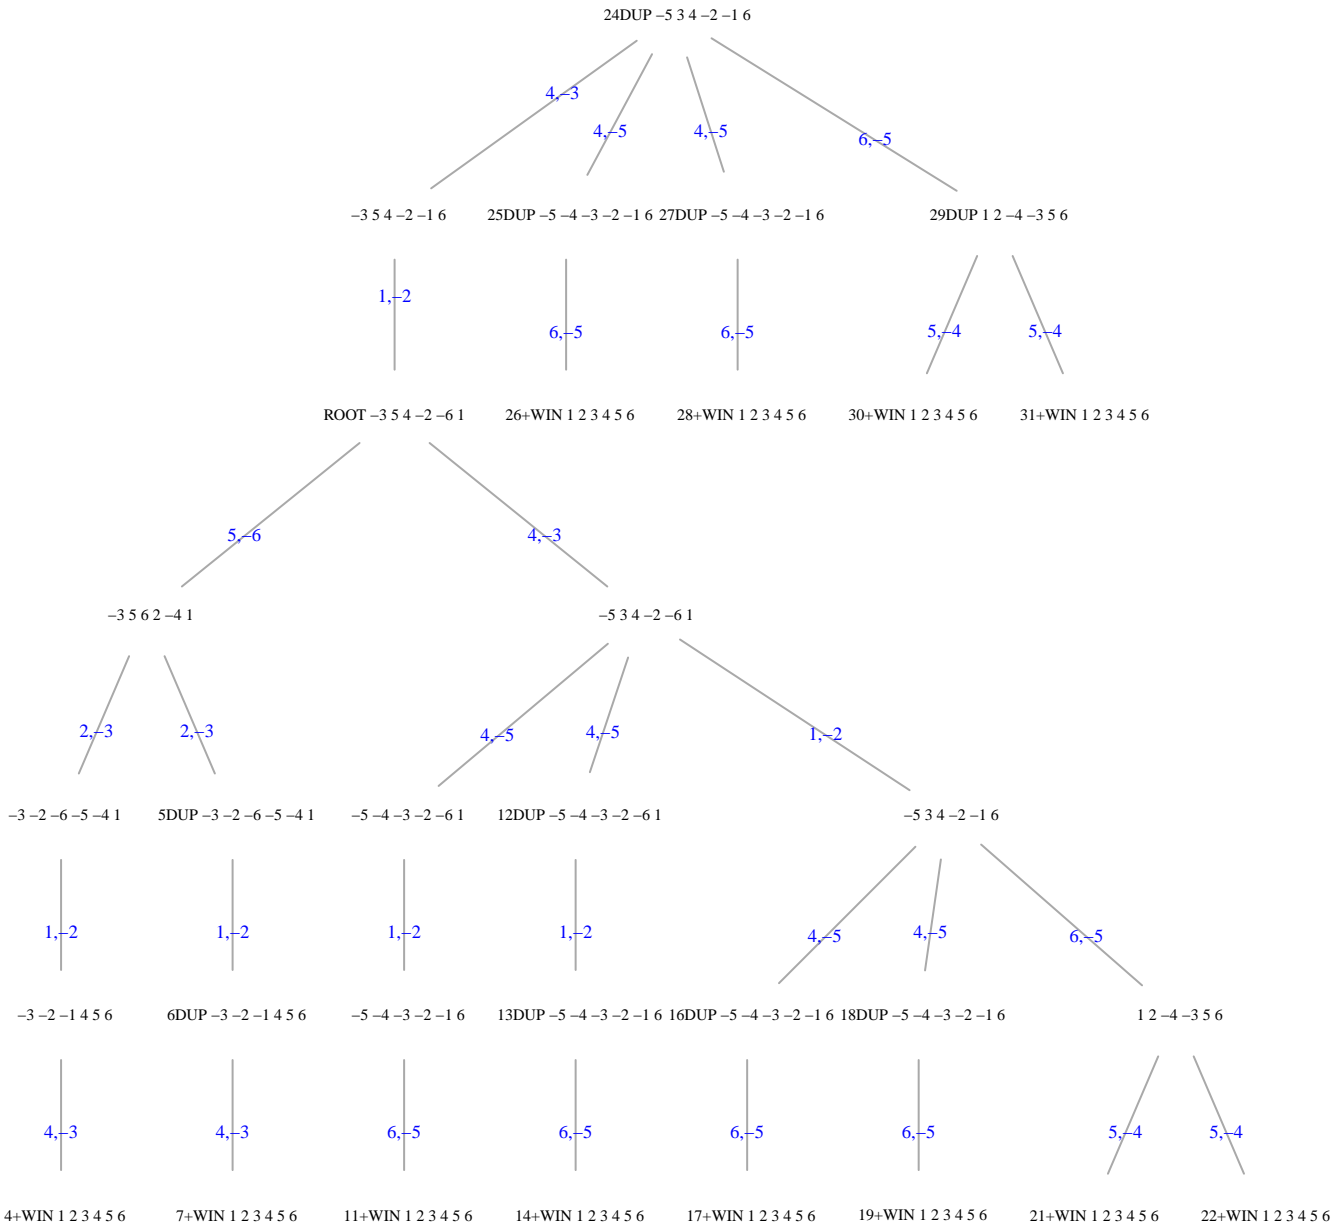 24DUP −5 3 4 −2 −1 6
4,−3
4,−5
4,−5
6,−5
−3 5 4 −2 −1 6
25DUP −5 −4 −3 −2 −1 6
27DUP −5 −4 −3 −2 −1 6
29DUP 1 2 −4 −3 5 6
1,−2
6,−5
6,−5
5,−4
5,−4
ROOT −3 5 4 −2 −6 1
26+WIN 1 2 3 4 5 6
28+WIN 1 2 3 4 5 6
30+WIN 1 2 3 4 5 6
31+WIN 1 2 3 4 5 6
5,−6
4,−3
−3 5 6 2 −4 1
−5 3 4 −2 −6 1
2,−3
2,−3
4,−5
4,−5
1,−2
−3 −2 −6 −5 −4 1
5DUP −3 −2 −6 −5 −4 1
−5 −4 −3 −2 −6 1
12DUP −5 −4 −3 −2 −6 1
−5 3 4 −2 −1 6
1,−2
1,−2
1,−2
1,−2
4,−5
4,−5
6,−5
−3 −2 −1 4 5 6
6DUP −3 −2 −1 4 5 6
−5 −4 −3 −2 −1 6
13DUP −5 −4 −3 −2 −1 6
16DUP −5 −4 −3 −2 −1 6
18DUP −5 −4 −3 −2 −1 6
1 2 −4 −3 5 6
4,−3
4,−3
6,−5
6,−5
6,−5
6,−5
5,−4
5,−4
4+WIN 1 2 3 4 5 6
7+WIN 1 2 3 4 5 6
11+WIN 1 2 3 4 5 6
14+WIN 1 2 3 4 5 6
17+WIN 1 2 3 4 5 6
19+WIN 1 2 3 4 5 6
21+WIN 1 2 3 4 5 6
22+WIN 1 2 3 4 5 6